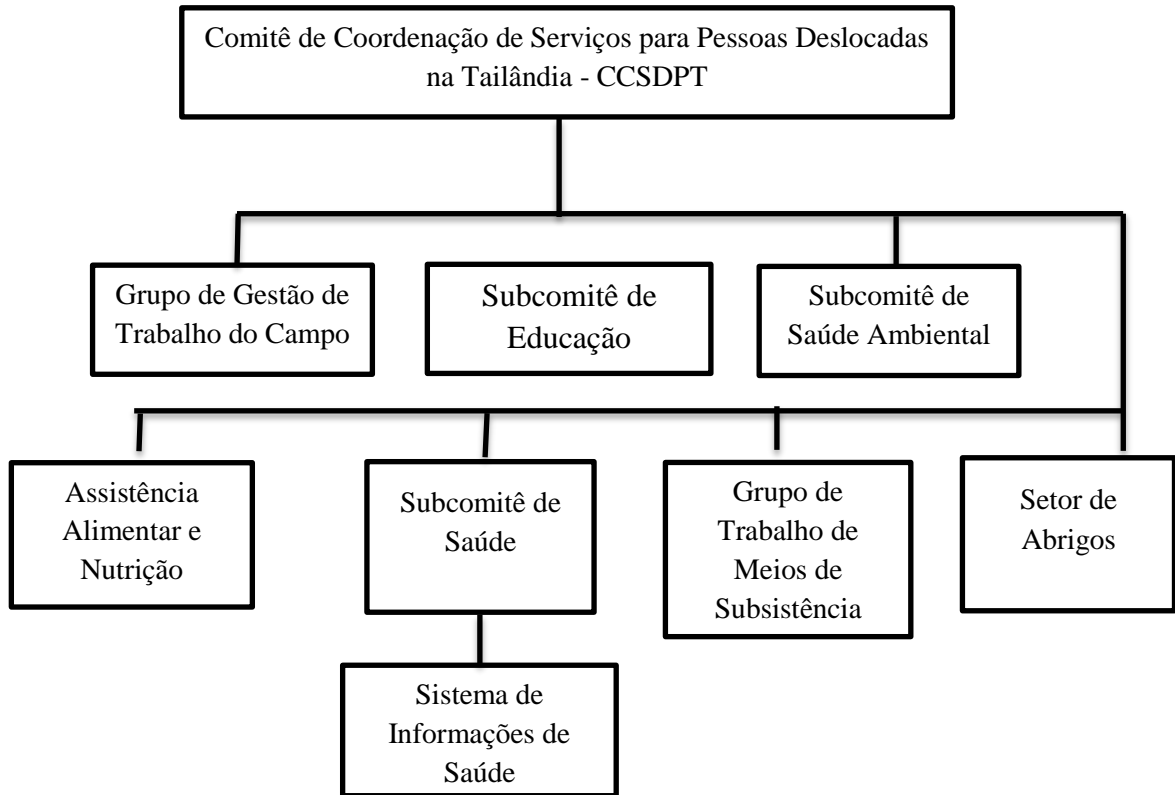 Comitê de Coordenação de Serviços para Pessoas Deslocadas
na Tailândia - CCSDPT
Grupo de Gestão de
Trabalho do Campo
Subcomitê de
Educação
Subcomitê de
Saúde Ambiental
Assistência
Alimentar e
Nutrição
Subcomitê de
Saúde
Grupo de
Trabalho de
Meios de
Subsistência
Setor de
Abrigos
Sistema de
Informações de
Saúde